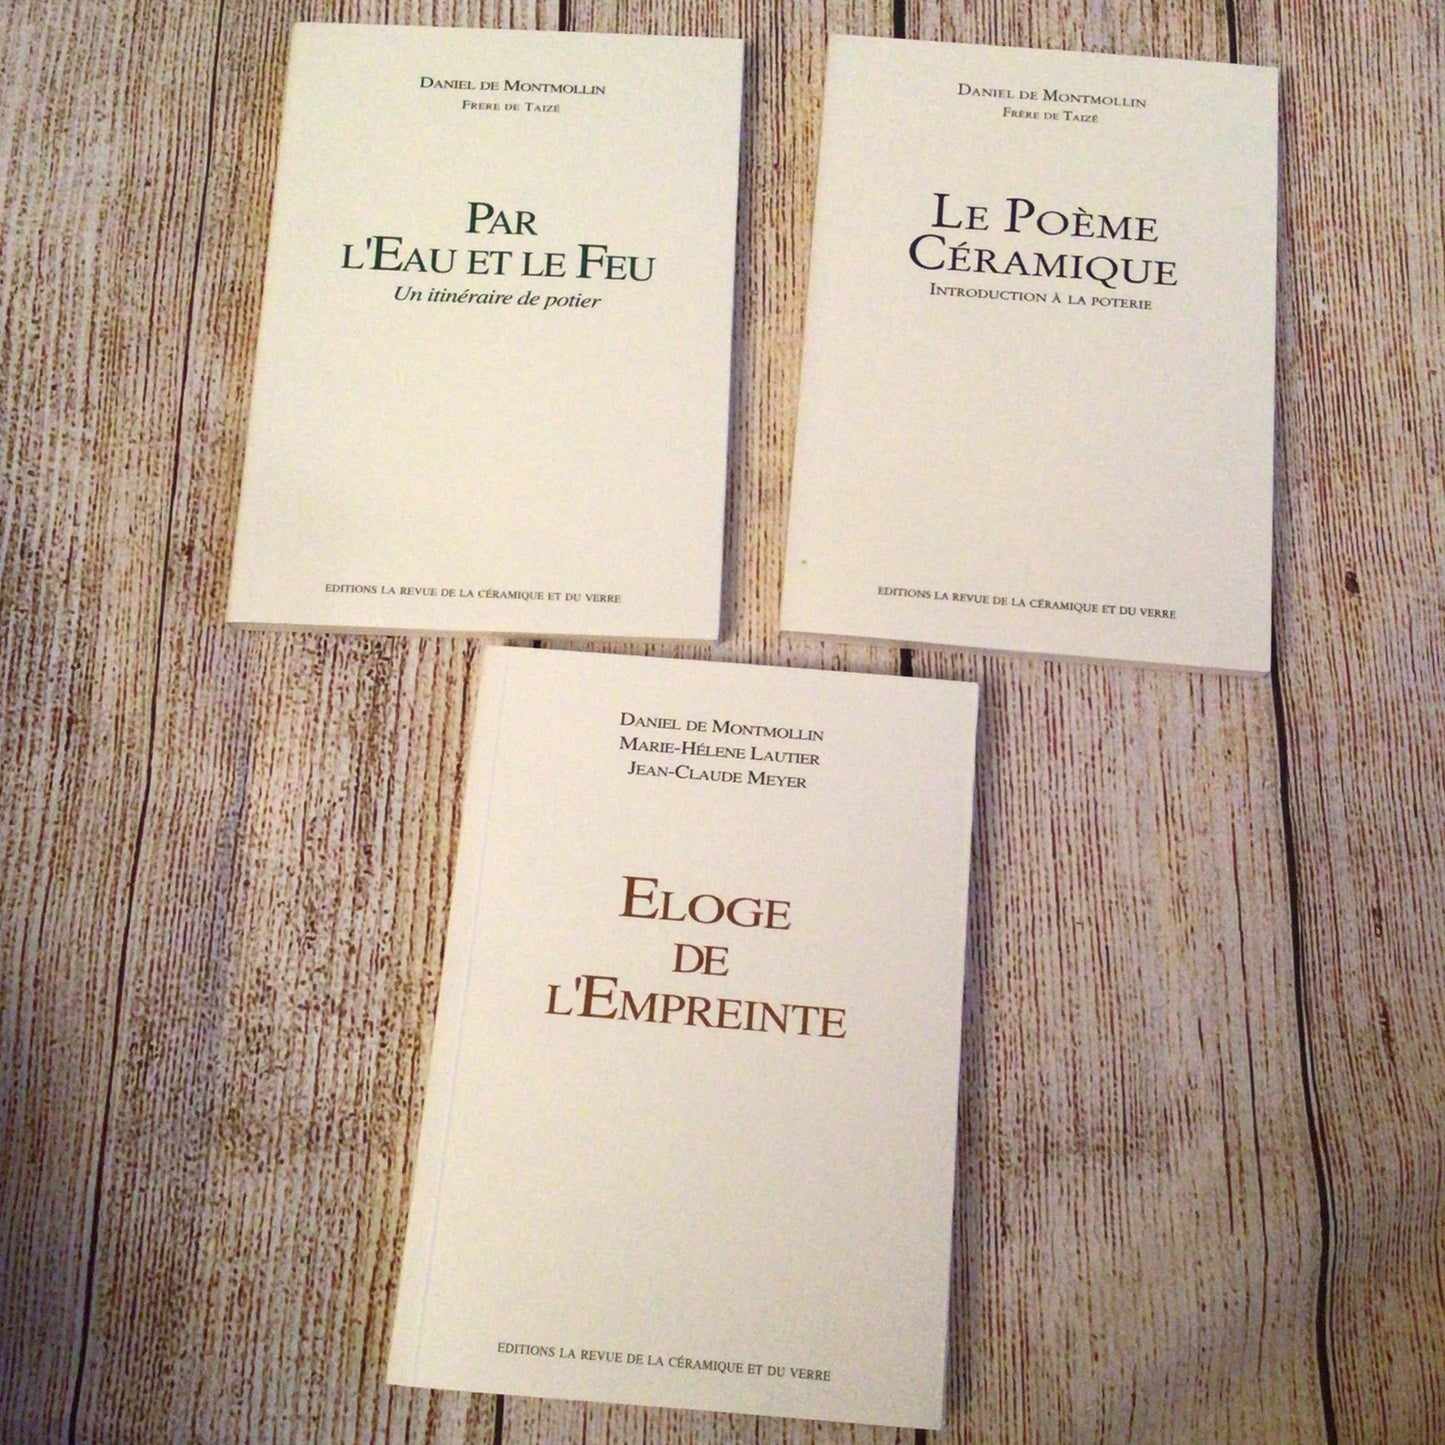 DANIEL DE MONTMOLLIN
FRERE DE TAIZÉ
PAR
L'EAU ET LE FEU
Un itinéraire de potier
EDITIONS LA REVUE DE LA CÉRAMIQUE ET DU VERRE
DANIEL DE MONTMOLLIN
FRÈRE DE TAIZÉ
LE POÈME
CÉRAMIQUE
INTRODUCTION À LA POTERIE
EDITIONS LA REVUE DE LA CÉRAMIQUE ET DU VERRE
DANIEL DE MONTMOLLIN
MARIE-HÉLENE LAUTIER
JEAN-CLAUDE MEYER
ELOGE
DE
L'EMPREINTE
EDITIONS LA REVUE DE LA CÉRAMIQUE ET DU VERRE